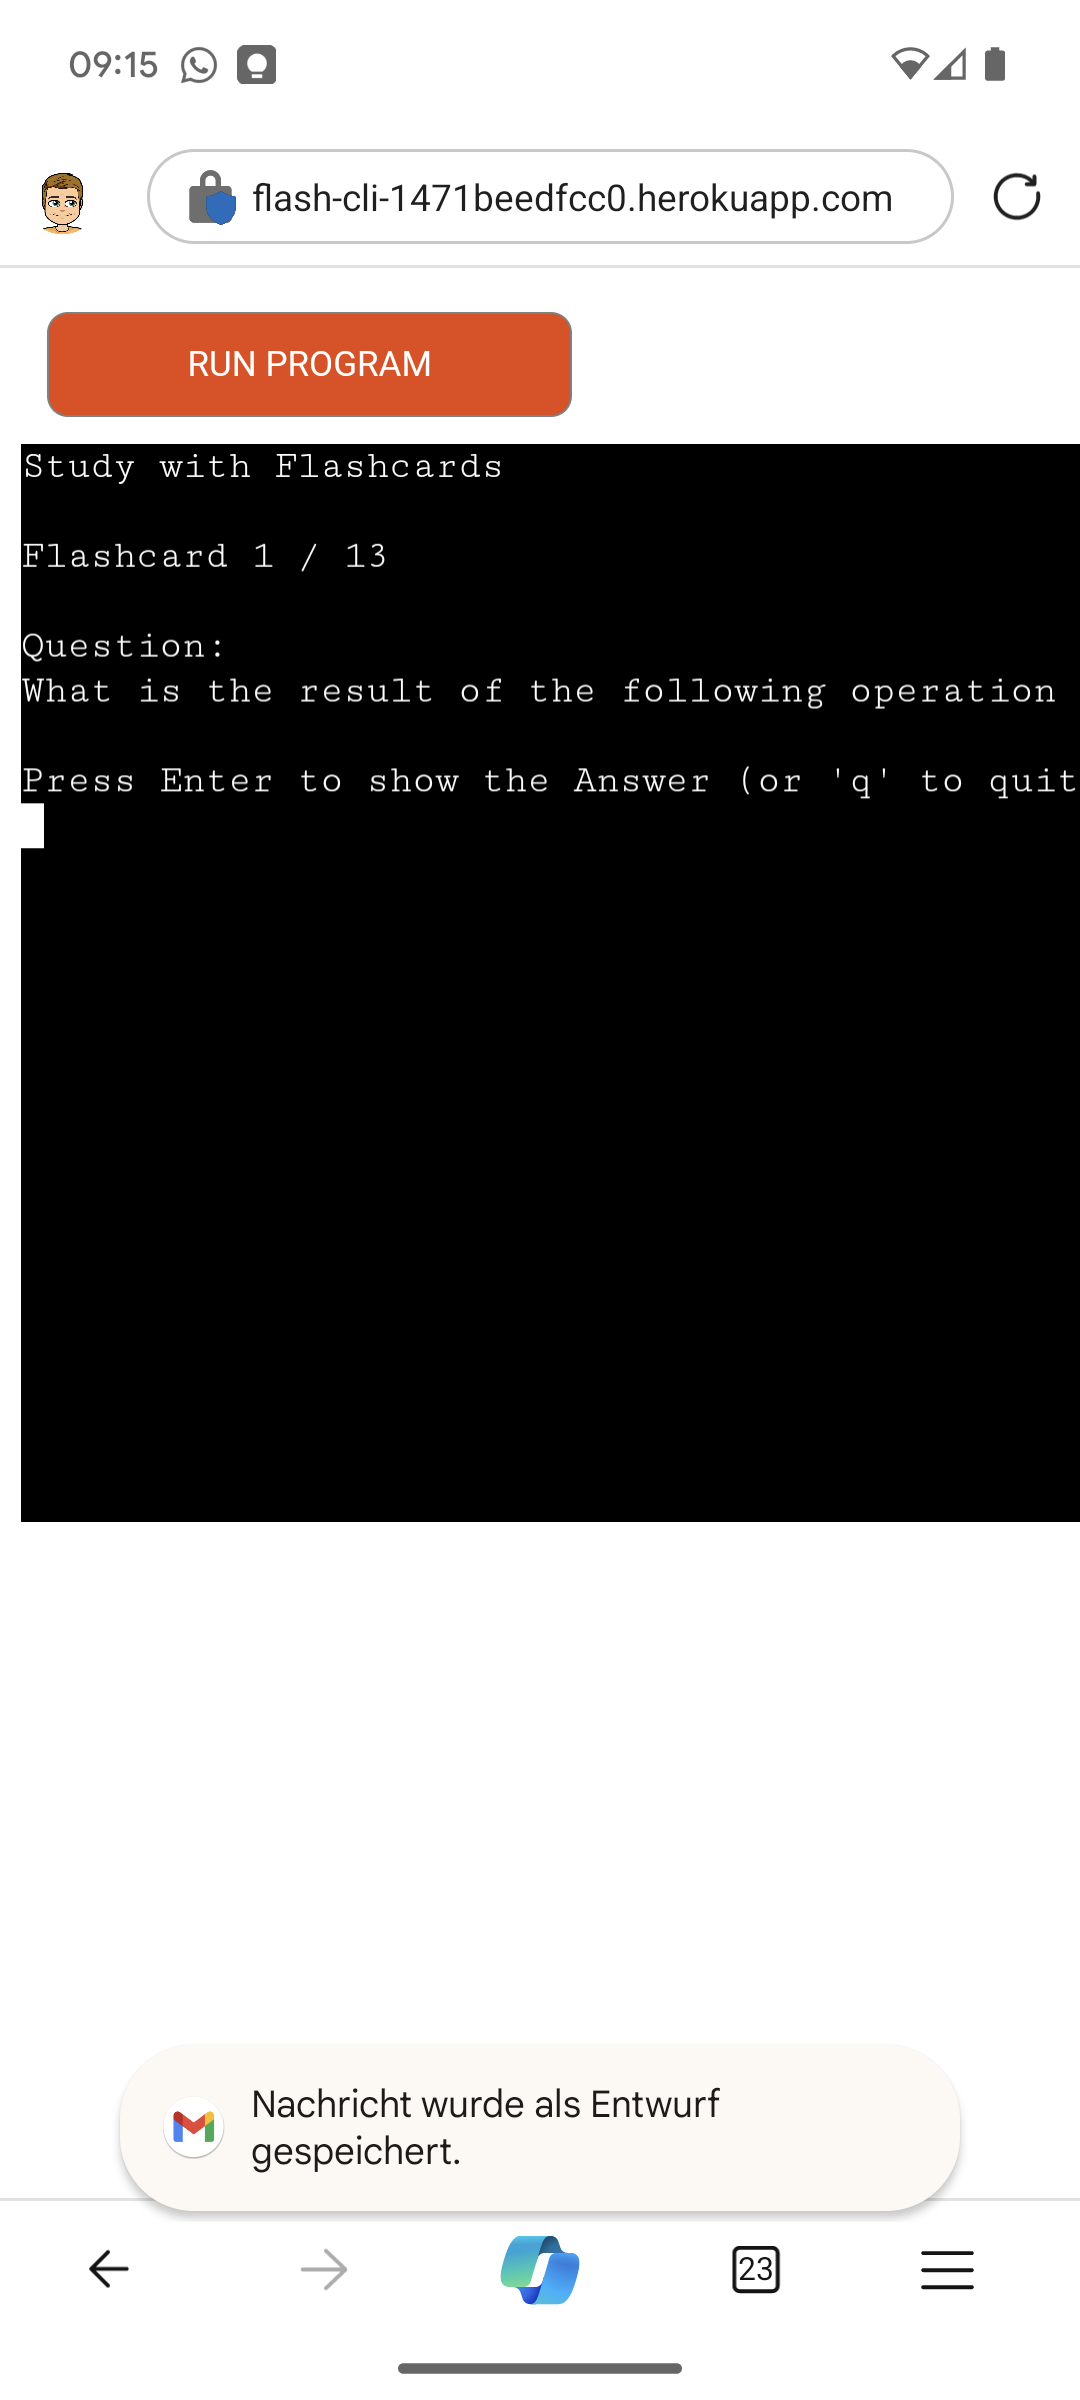 09:15
flash-cli-1471beedfcc0.herokuapp.com
RUN PROGRAM
Study with Flashcards
Flashcard 1 / 13
Question:
What is the result of the following operation
Press Enter to show the Answer (or 'q' to quit
Nachricht wurde als Entwurf
gespeichert.
23